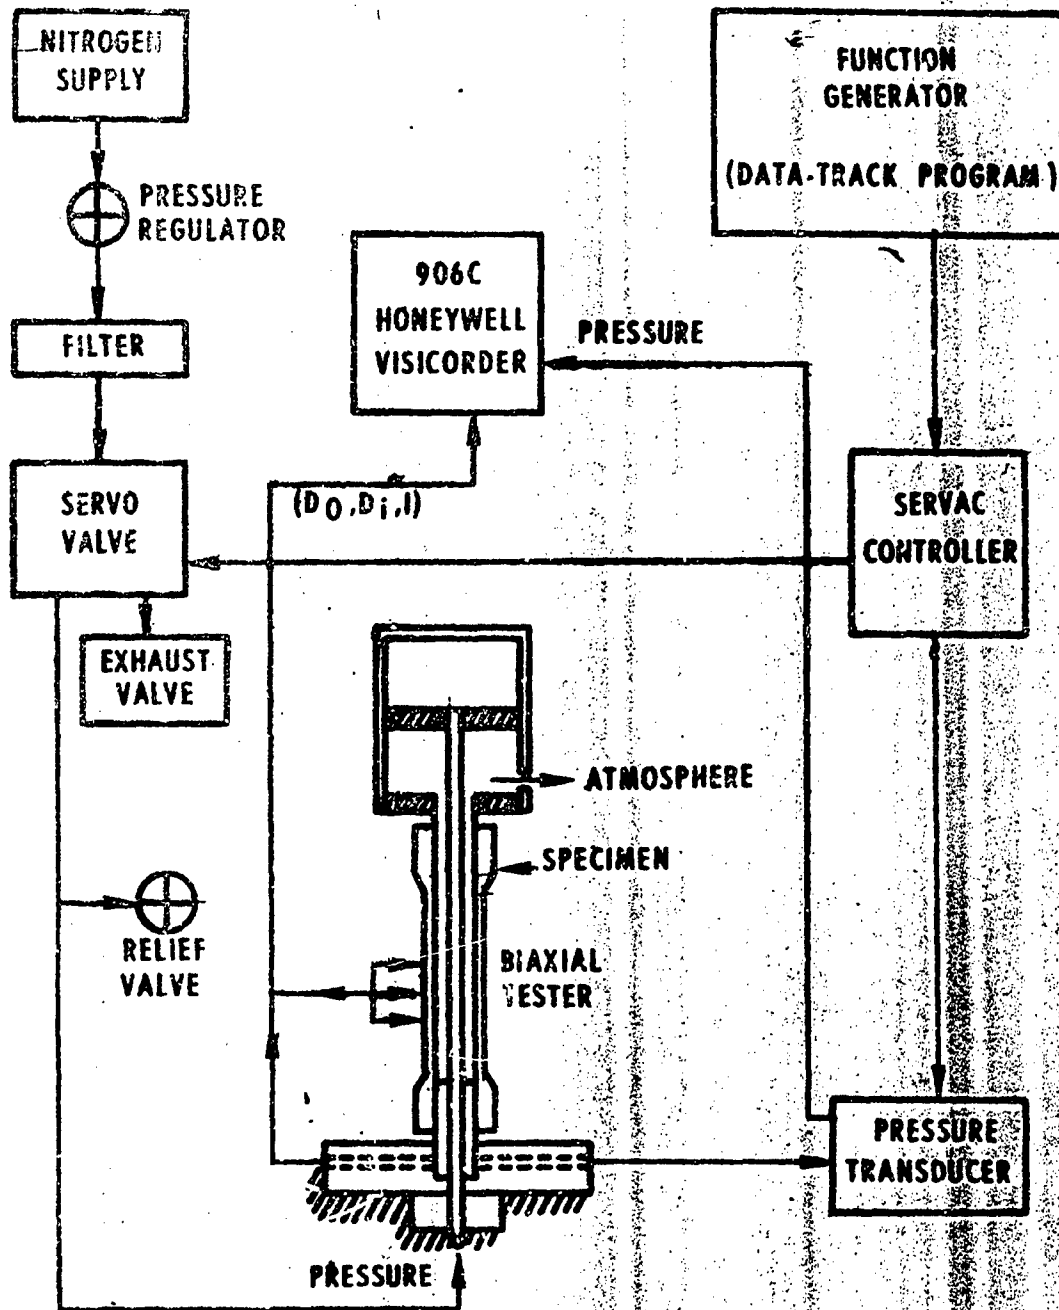 NITROGEN
SUPPLY
FUNCTION
GENERATOR
(DATA-TRACK PROGRAM)
PRESSURE
REGULATOR
906C
HONEYWELL
VISICORDER
PRESSURE
FILTER
SERVO
VALVE
(DO,Di,l)
SERVAC
CONTROLLER
EXHAUST
VALVE
ATMOSPHERE
SPECIMEN
RELIEF
VALVE
BIAXIAL
TESTER
PRESSURE
TRANSDUCER
PRESSURE